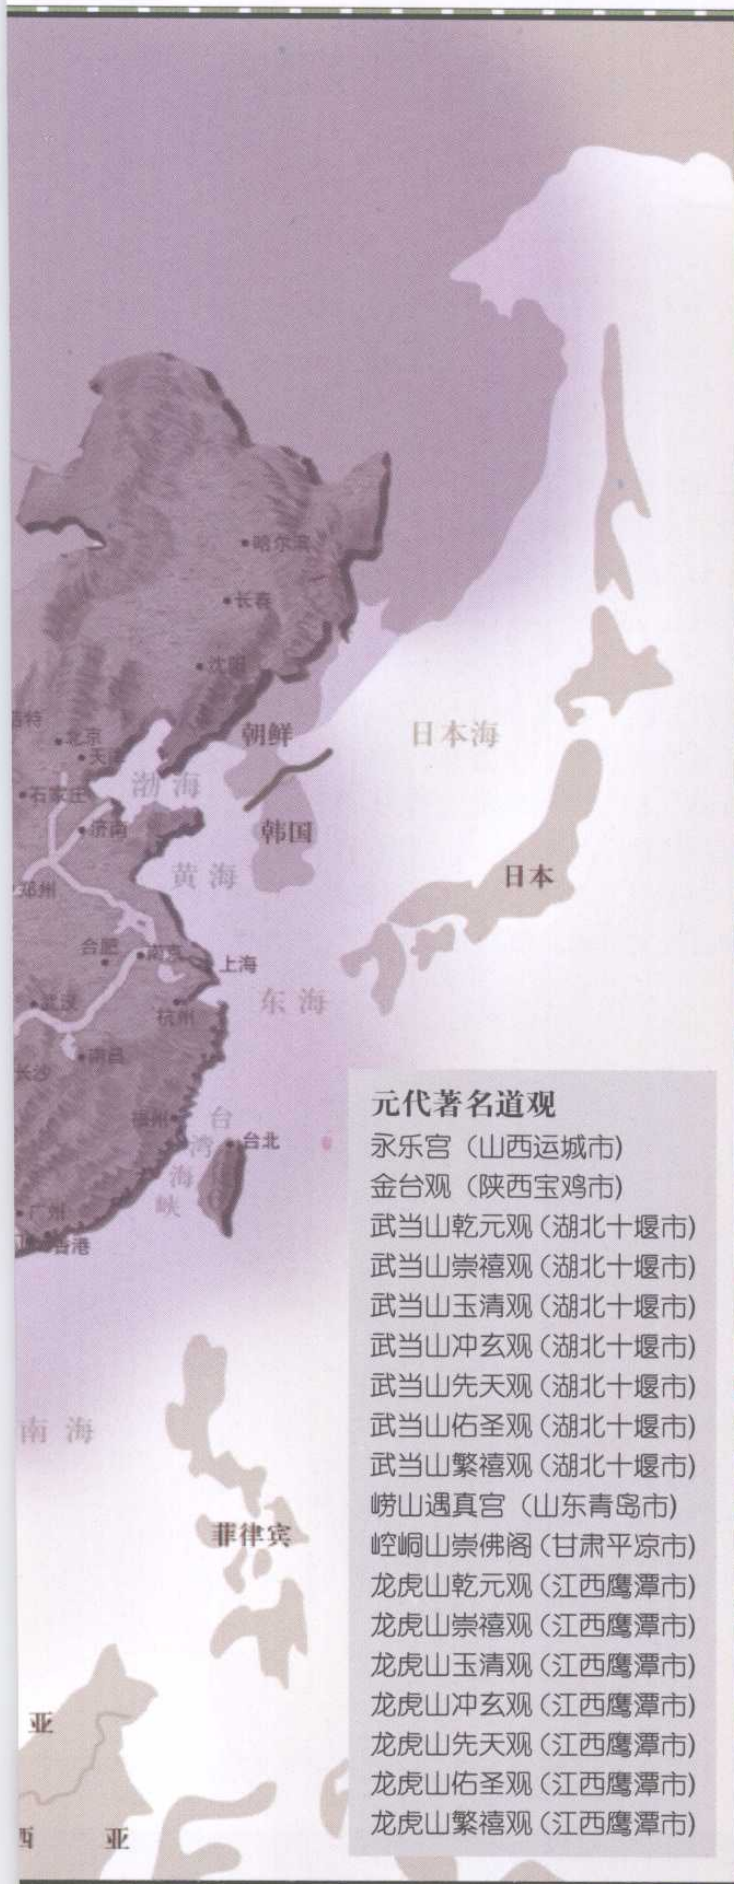 哈尔滨
长春
沈阳
特
北京
天
朝鲜
日本海
渤海
石家庄
济南
韩国
黄海
日本
郑州
合肥
南京
上海
东海
武汉
杭州
南昌
长沙
福州
台湾海峡
台北
广州
香港
南海
菲律宾
亚
西 亚
元代著名道观
永乐宫（山西运城市）
金台观（陕西宝鸡市）
武当山乾元观（湖北十堰市）
武当山崇禧观（湖北十堰市）
武当山玉清观（湖北十堰市）
武当山冲玄观（湖北十堰市）
武当山先天观（湖北十堰市）
武当山佑圣观（湖北十堰市）
武当山繁禧观（湖北十堰市）
崂山遇真宫（山东青岛市）
崆峒山崇佛阁（甘肃平凉市）
龙虎山乾元观（江西鹰潭市）
龙虎山崇禧观（江西鹰潭市）
龙虎山玉清观（江西鹰潭市）
龙虎山冲玄观（江西鹰潭市）
龙虎山先天观（江西鹰潭市）
龙虎山佑圣观（江西鹰潭市）
龙虎山繁禧观（江西鹰潭市）